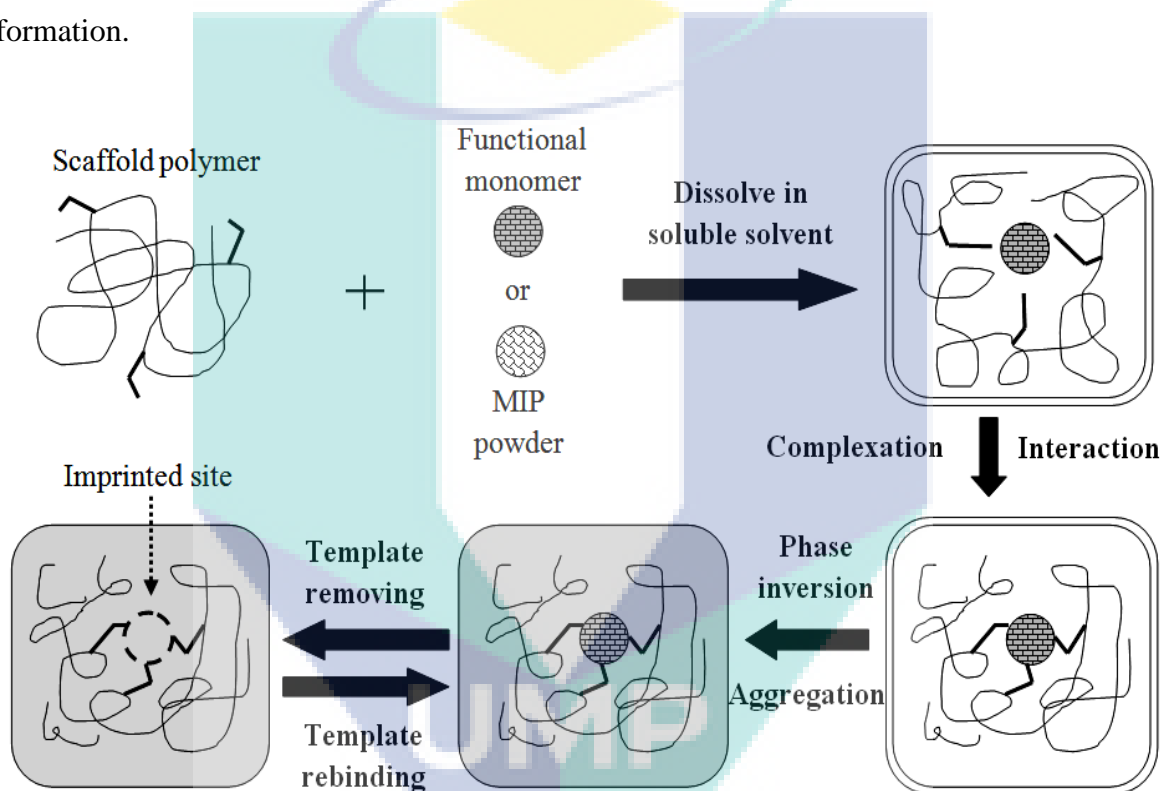 formation.
Scaffold polymer
Functional
monomer
+
or
MIP
powder
Dissolve in
soluble solvent
Complexation
Interaction
Phase
inversion
Aggregation
Template
removing
Template
rebinding
Imprinted site
UMP